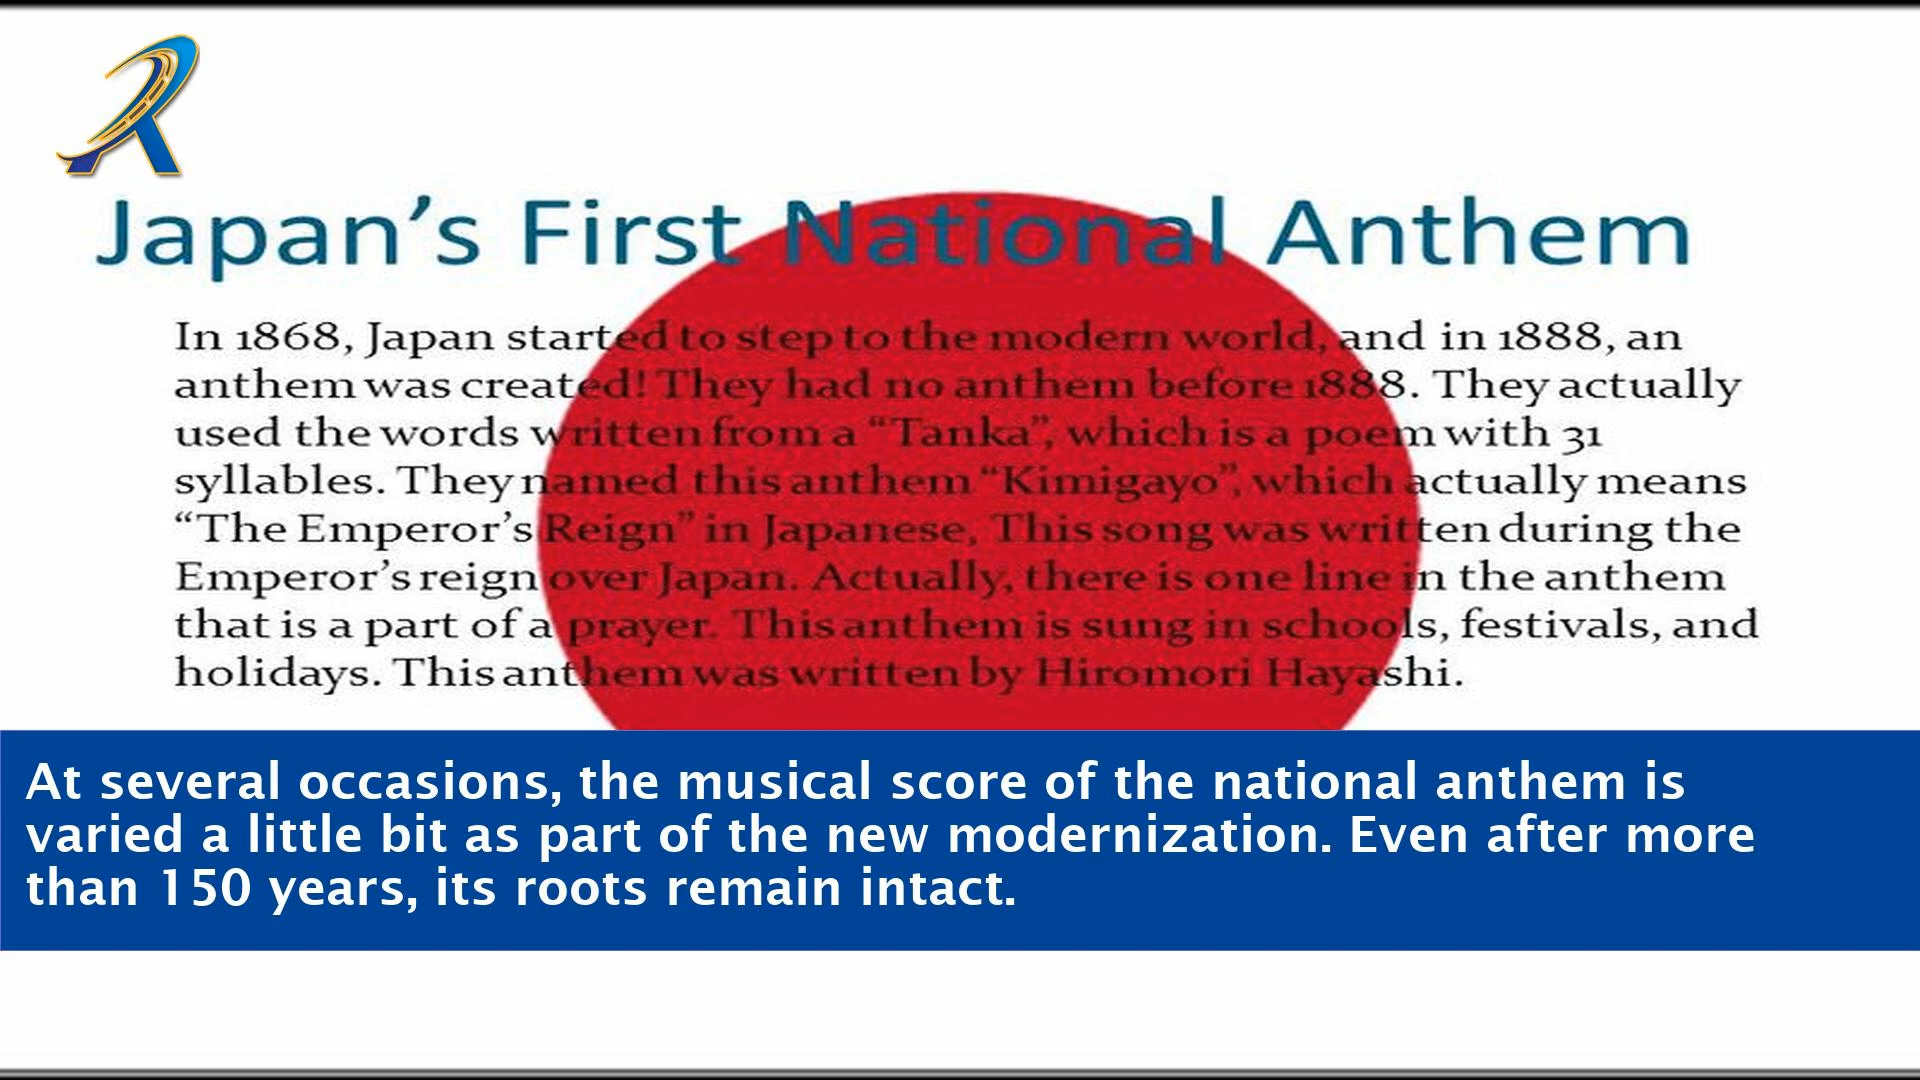 Japan’s First National Anthem
In 1868, Japan started to step to the modern world, and in 1888, an
anthem was created! They had no anthem before 1888. They actually
used the words written from a “Tanka”, which is a poem with 31
syllables. They named this anthem “Kimigayo”, which actually means
“The Emperor’s Reign” in Japanese, This song was written during the
Emperor’s reign over Japan. Actually, there is one line in the anthem
that is a part of a prayer. This anthem is sung in schools, festivals, and
holidays. This anthem was written by Hiromori Hayashi.
At several occasions, the musical score of the national anthem is
varied a little bit as part of the new modernization. Even after more
than 150 years, its roots remain intact.